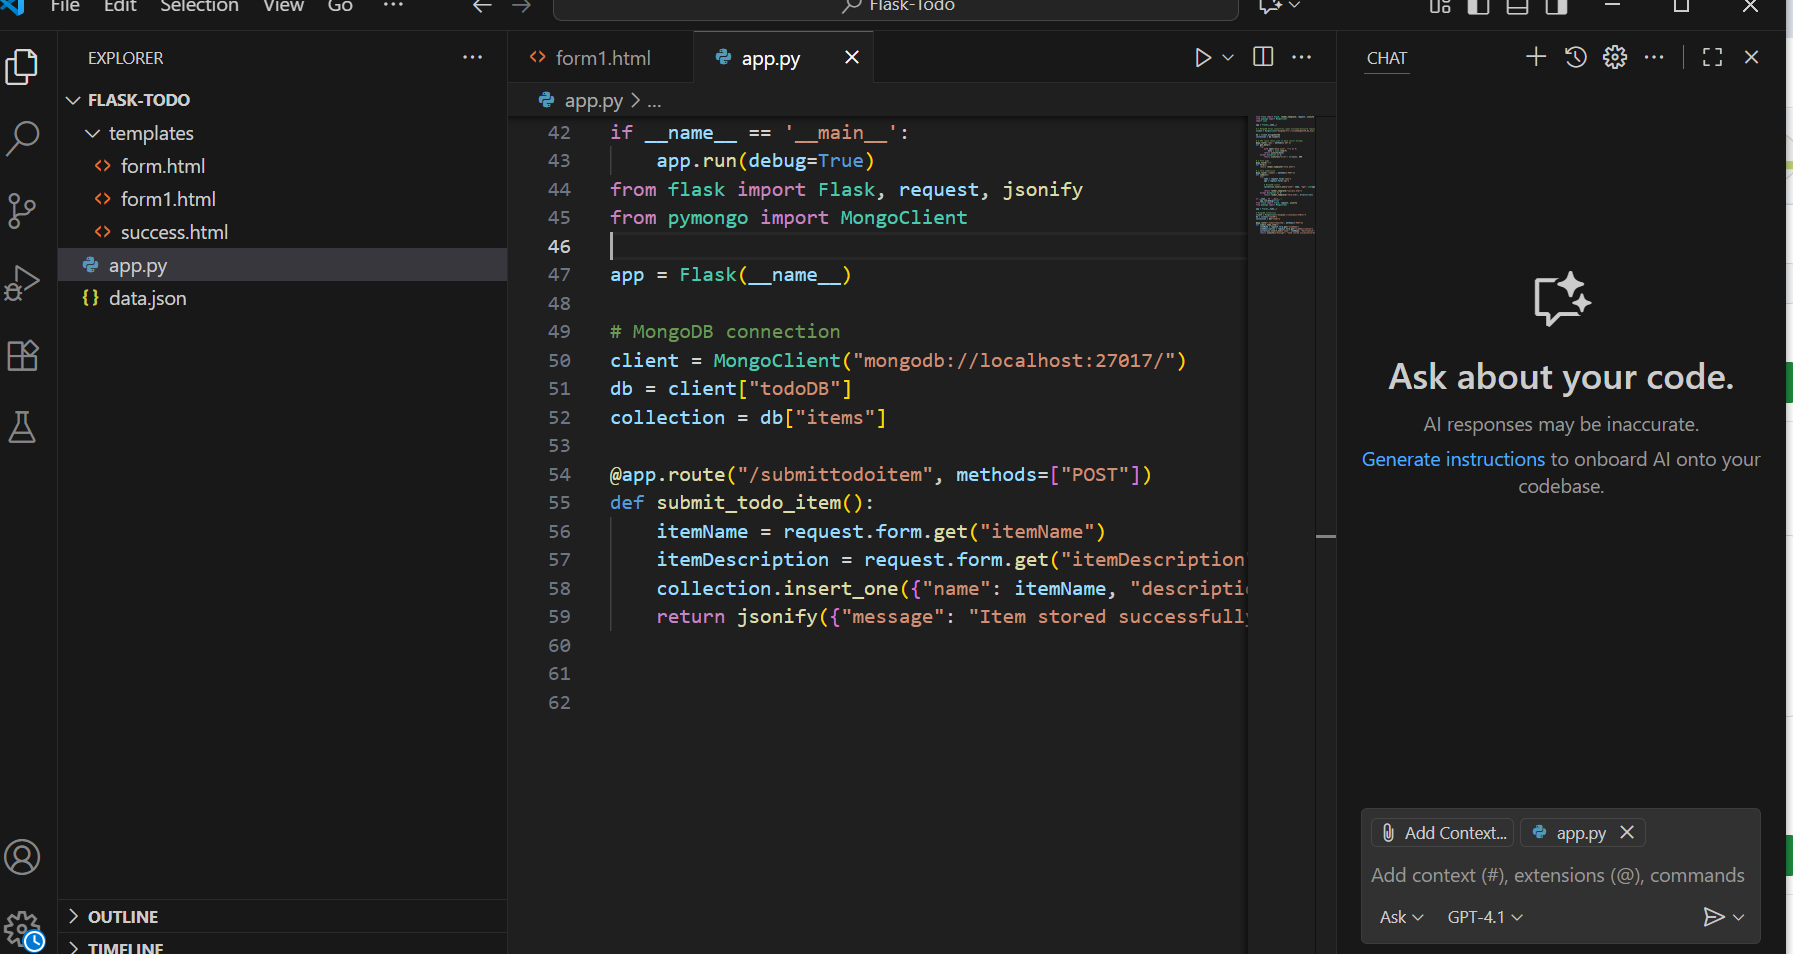 File Edit Selection View Go ··· Flask-Todo
EXPLORER ···
FLASK-TODO
templates
form.html
form1.html
success.html
app.py
data.json
OUTLINE
TIMELINE
form1.html app.py
app.py > ...
42 if __name__ == '__main__':
43 app.run(debug=True)
44 from flask import Flask, request, jsonify
45 from pymongo import MongoClient
46
47 app = Flask(__name__)
48
49 # MongoDB connection
50 client = MongoClient("mongodb://localhost:27017/")
51 db = client["todoDB"]
52 collection = db["items"]
53
54 @app.route("/submittodoitem", methods=["POST"])
55 def submit_todo_item():
56 itemName = request.form.get("itemName")
57 itemDescription = request.form.get("itemDescription"
58 collection.insert_one({"name": itemName, "descriptio
59 return jsonify({"message": "Item stored successfully
60
61
62
CHAT
Ask about your code.
AI responses may be inaccurate.
Generate instructions to onboard AI onto your
codebase.
Add Context... app.py
Add context (#), extensions (@), commands
Ask GPT-4.1